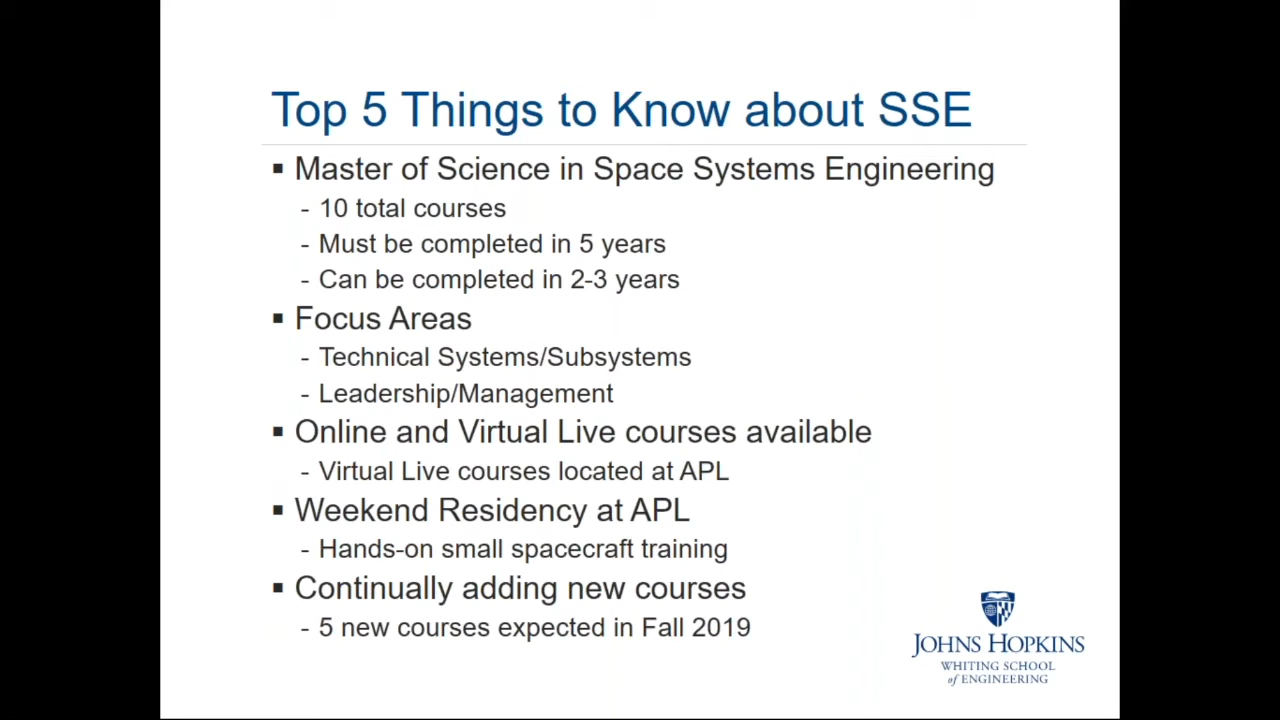 Top 5 Things to Know about SSE
▪ Master of Science in Space Systems Engineering
- 10 total courses
- Must be completed in 5 years
- Can be completed in 2-3 years
▪ Focus Areas
- Technical Systems/Subsystems
- Leadership/Management
▪ Online and Virtual Live courses available
- Virtual Live courses located at APL
▪ Weekend Residency at APL
- Hands-on small spacecraft training
▪ Continually adding new courses
- 5 new courses expected in Fall 2019
JOHNS HOPKINS
WHITING SCHOOL
of ENGINEERING